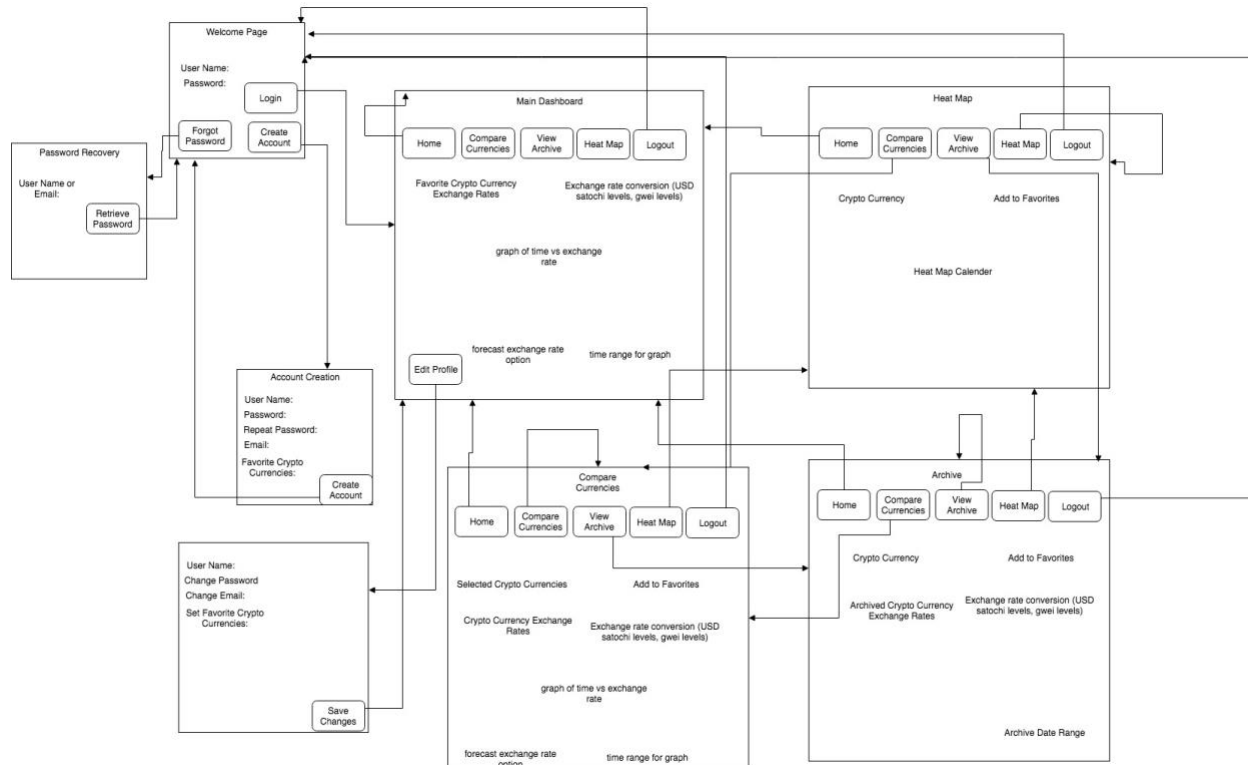 Welcome Page
User Name:
Password:
Login
Forgot
Password
Create
Account
Password Recovery
User Name or
Email:
Retrieve
Password
Main Dashboard
Home
Compare
Currencies
View
Archive
Heat Map
Logout
Favorite Crypto Currency
Exchange Rates
Exchange rate conversion (USD
satochi levels, gwei levels)
graph of time vs exchange
rate
forecast exchange rate
option
time range for graph
Edit Profile
Heat Map
Home
Compare
Currencies
View
Archive
Heat Map
Logout
Crypto Currency
Add to Favorites
Heat Map Calender
Account Creation
User Name:
Password:
Repeat Password:
Email:
Favorite Crypto
Currencies:
Create
Account
User Name:
Change Password
Change Email:
Set Favorite Crypto
Currencies:
Save
Changes
Compare
Currencies
Home
Compare
Currencies
View
Archive
Heat Map
Logout
Selected Crypto Currencies
Add to Favorites
Crypto Currency Exchange
Rates
Exchange rate conversion (USD
satochi levels, gwei levels)
graph of time vs exchange
rate
forecast exchange rate
option
time range for graph
Archive
Home
Compare
Currencies
View
Archive
Heat Map
Logout
Crypto Currency
Add to Favorites
Archived Crypto Currency
Exchange Rates
Exchange rate conversion (USD
satochi levels, gwei levels)
Archive Date Range